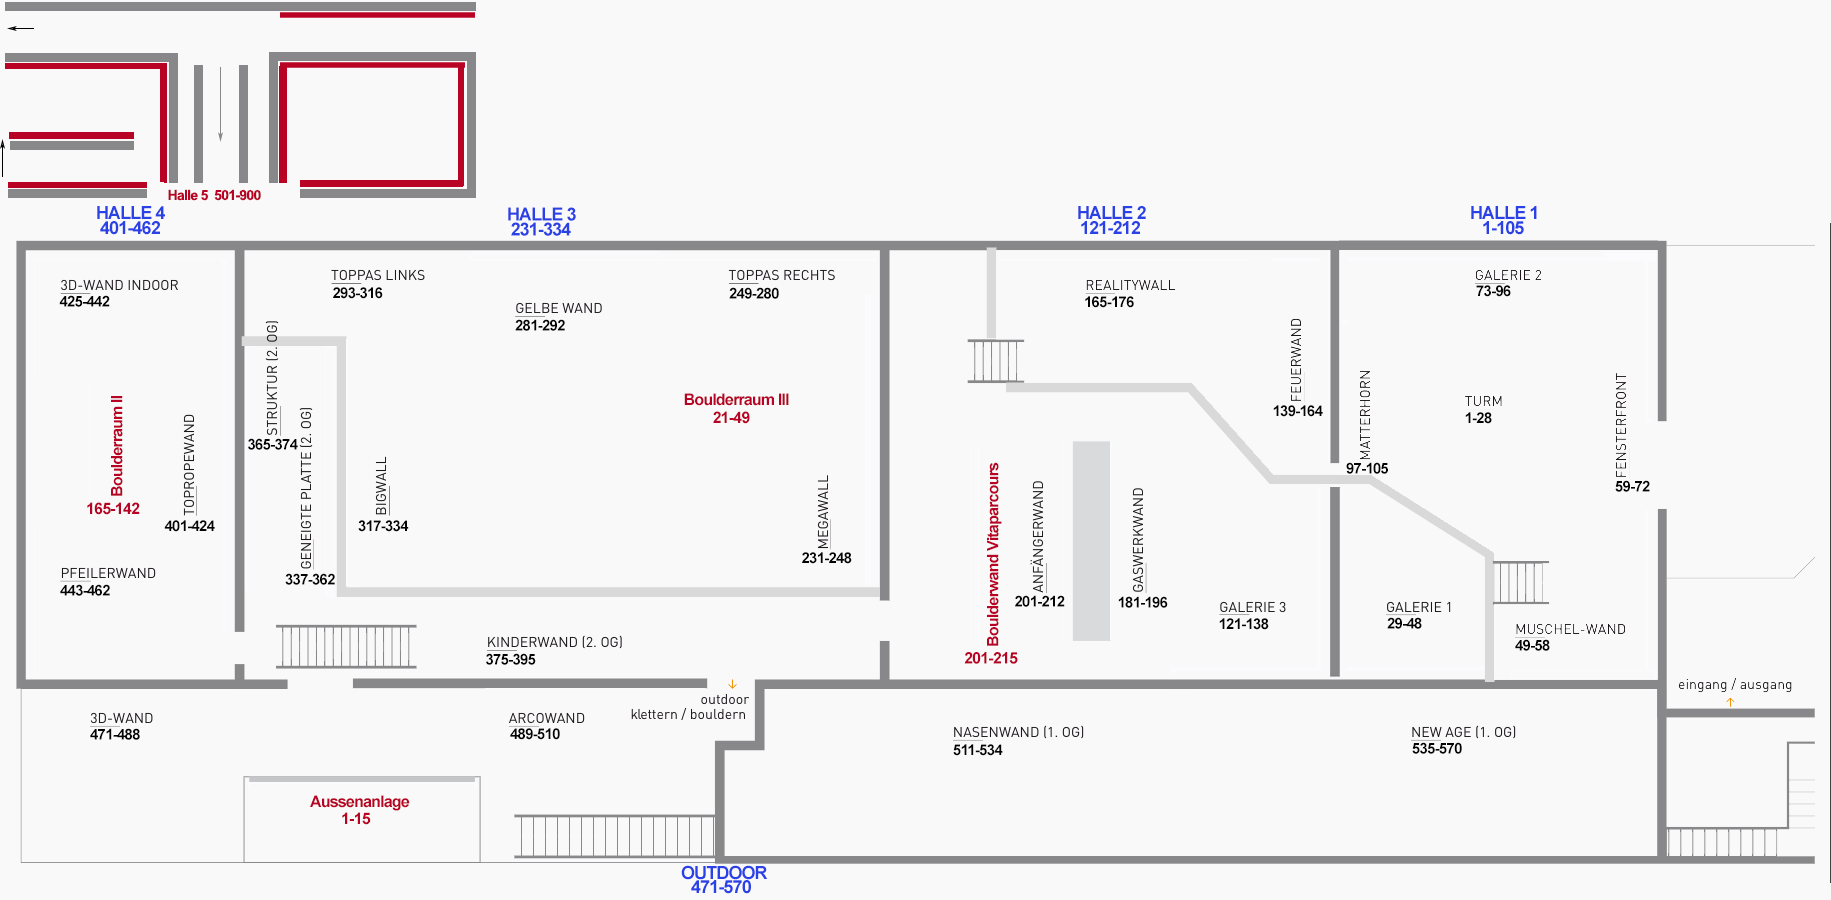 Halle 5 501-900
HALLE 4
401-462
HALLE 3
231-334
HALLE 2
121-212
HALLE 1
1-105
3D-WAND INDOOR
425-442
Boulderraum II
165-142
TOPROPEWAND
401-424
PFEILERWAND
443-462
TOPPAS LINKS
293-316
GELBE WAND
281-292
TOPPAS RECHTS
249-280
STRUKTUR (2. OG)
365-374
GENEIGTE PLATTE (2. OG)
337-362
BIGWALL
317-334
Boulderraum III
21-49
MEGAWALL
231-248
KINDERWAND (2. OG)
375-395
REALITYWALL
165-176
FEUERWAND
139-164
Boulderwand Vitaparcours
201-215
ANFÄNGERWAND
201-212
GASWERKWAND
181-196
GALERIE 3
121-138
GALERIE 2
73-96
MATTERHORN
97-105
TURM
1-28
FENSTERFRONT
59-72
GALERIE 1
29-48
MUSCHEL-WAND
49-58
eingang / ausgang
outdoor
klettern / bouldern
3D-WAND
471-488
ARCOWAND
489-510
NASENWAND (1. OG)
511-534
NEW AGE (1. OG)
535-570
Aussenanlage
1-15
OUTDOOR
471-570